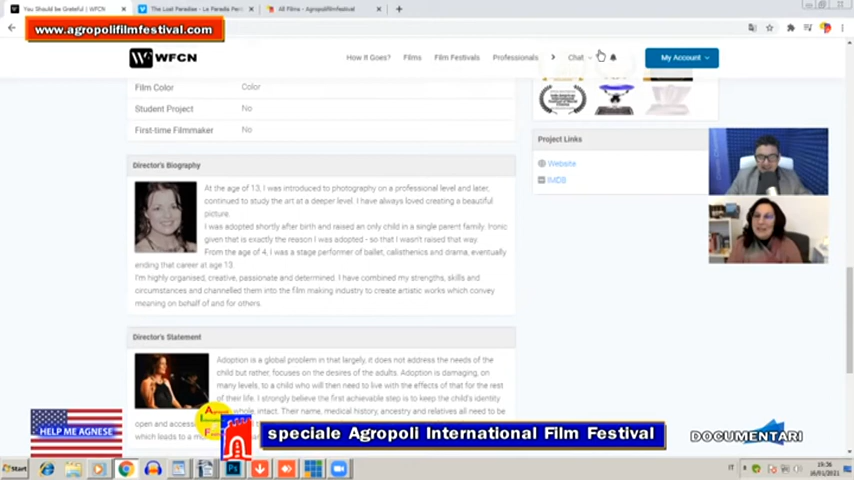 You Should be Grateful
The Lost Paradise - La Parada Per
All Films - Agropolifilmfestival
www.agropolifilmfestival.com
WFCN
How It Goes?
Films
Film Festivals
Professionals
Chat
My Account
Film Color Color
Student Project No
First-time Filmmaker No
Project Links
Website
IMDB
Director's Biography
At the age of 13, I was introduced to photography on a professional level and later,
continued to study the art at a deeper level. I have always loved creating a beautiful
picture.
I was adopted shortly after birth and raised an only child in a single parent family. Ironic
given that is exactly the reason I was adopted - so that I wasn't raised that way.
From the age of 4, I was a stage performer of ballet, calisthenics and drama, eventually
ending that career at age 13.
I'm highly organised, creative, passionate and determined. I have combined my strengths, skills and
circumstances and channelled them into the film making industry to create artistic works which convey
meaning on behalf of and for others.
Director's Statement
Adoption is a global problem in that largely, it does not address the needs of the
child but rather, focuses on the desires of the adults. Adoption is damaging, on
many levels, to a child who will then need to live with the effects of that for the rest
of their life. I strongly believe the first achievable step is to keep the child's identity
whole, intact. Their name, medical history, ancestry and relatives all need to be
open and access
which leads to a m
HELP ME AGNESE
speciale Agropoli International Film Festival
DOCUMENTARI
Start
IT
19:36
16/01/2021